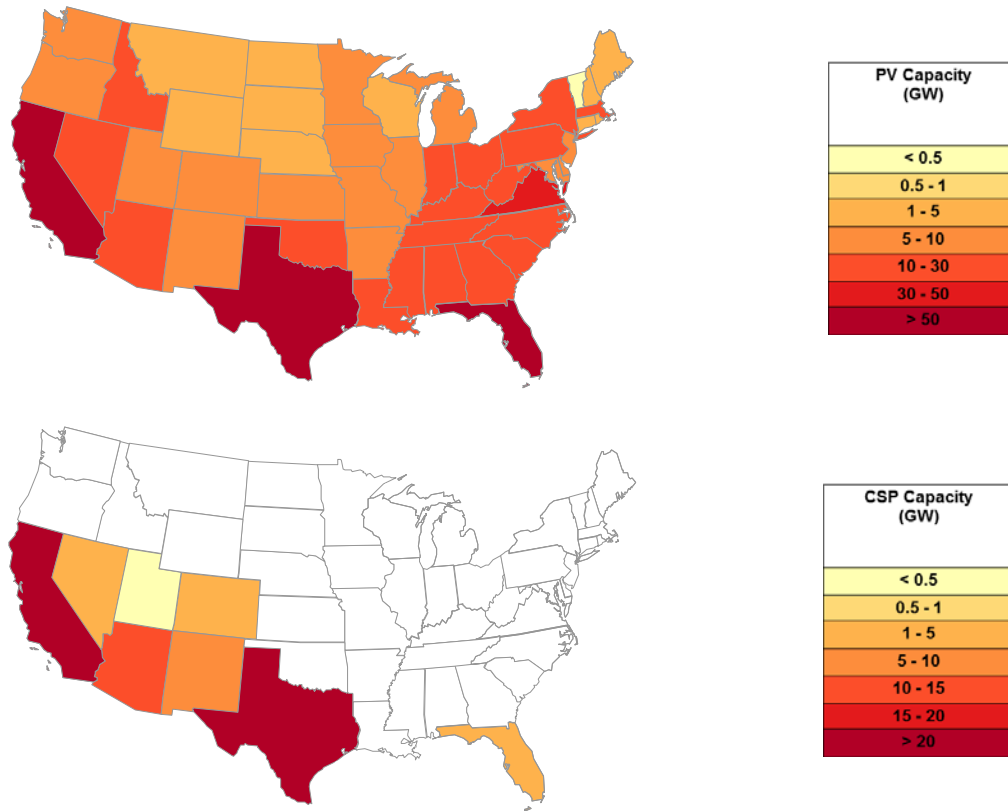 PV Capacity
(GW)
< 0.5
0.5 - 1
1 - 5
5 - 10
10 - 30
30 - 50
> 50
CSP Capacity
(GW)
< 0.5
0.5 - 1
1 - 5
5 - 10
10 - 15
15 - 20
> 20